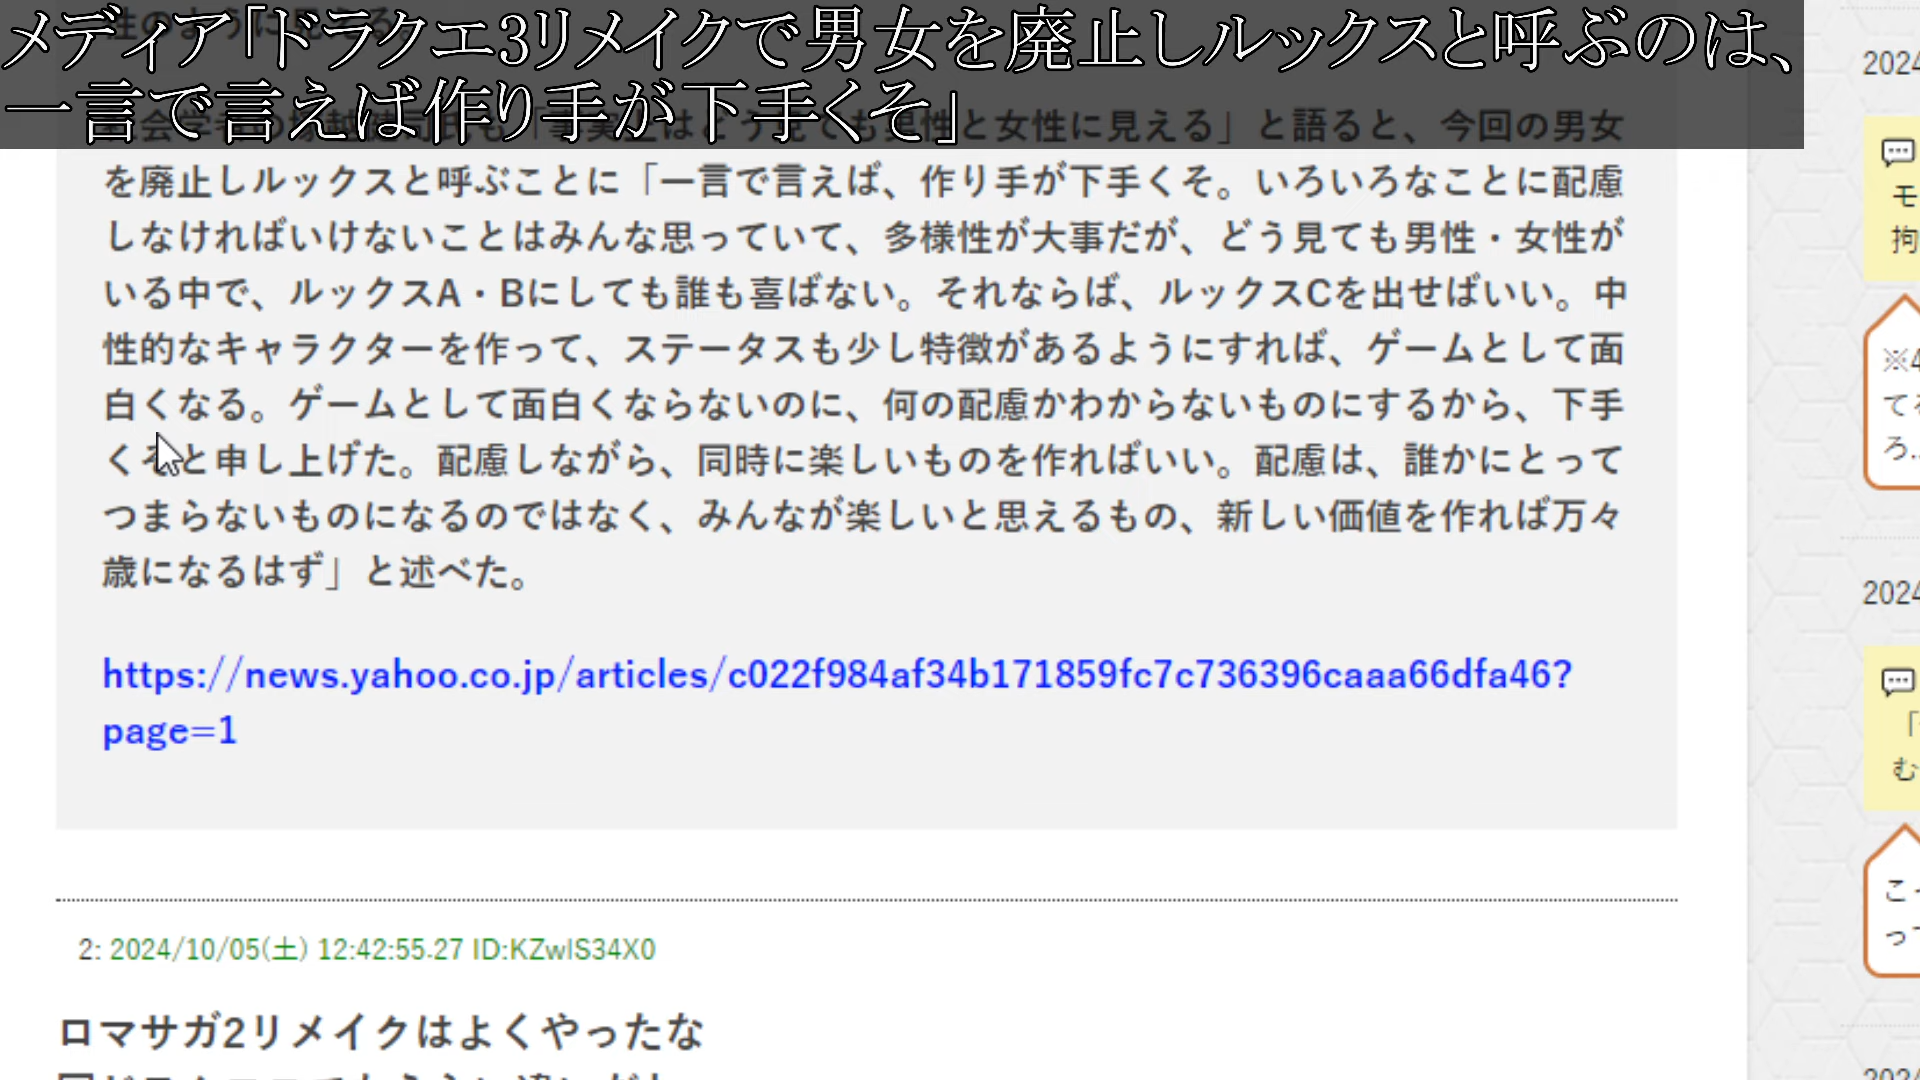 メディア「ドラクエ3リメイクで男女を廃止しルックスと呼ぶのは、
一言で言えば作り手が下手くそ」
と女性に見える」と語ると、今回の男女
を廃止しルックスと呼ぶことに「一言で言えば、作り手が下手くそ。いろいろなことに配慮
しなければいけないことはみんな思っていて、多様性が大事だが、どう見ても男性・女性が
いる中で、ルックスA・Bにしても誰も喜ばない。それならば、ルックスCを出せばいい。中
性的なキャラクターを作って、ステータスも少し特徴があるようにすれば、ゲームとして面
白くなる。ゲームとして面白くならないのに、何の配慮かわからないものにするから、下手
くそと申し上げた。配慮しながら、同時に楽しいものを作ればいい。配慮は、誰かにとって
つまらないものになるのではなく、みんなが楽しいと思えるもの、新しい価値を作れば万々
歳になるはず」と述べた。
https://news.yahoo.co.jp/articles/c022f984af34b171859fc7c736396caaa66dfa46?
page=1
2: 2024/10/05(土) 12:42:55.27 ID:KZwlS34X0
ロマサガ2リメイクはよくやったな
2024
モ
拘
※4
ろ..
2024
「
む
こ
っ